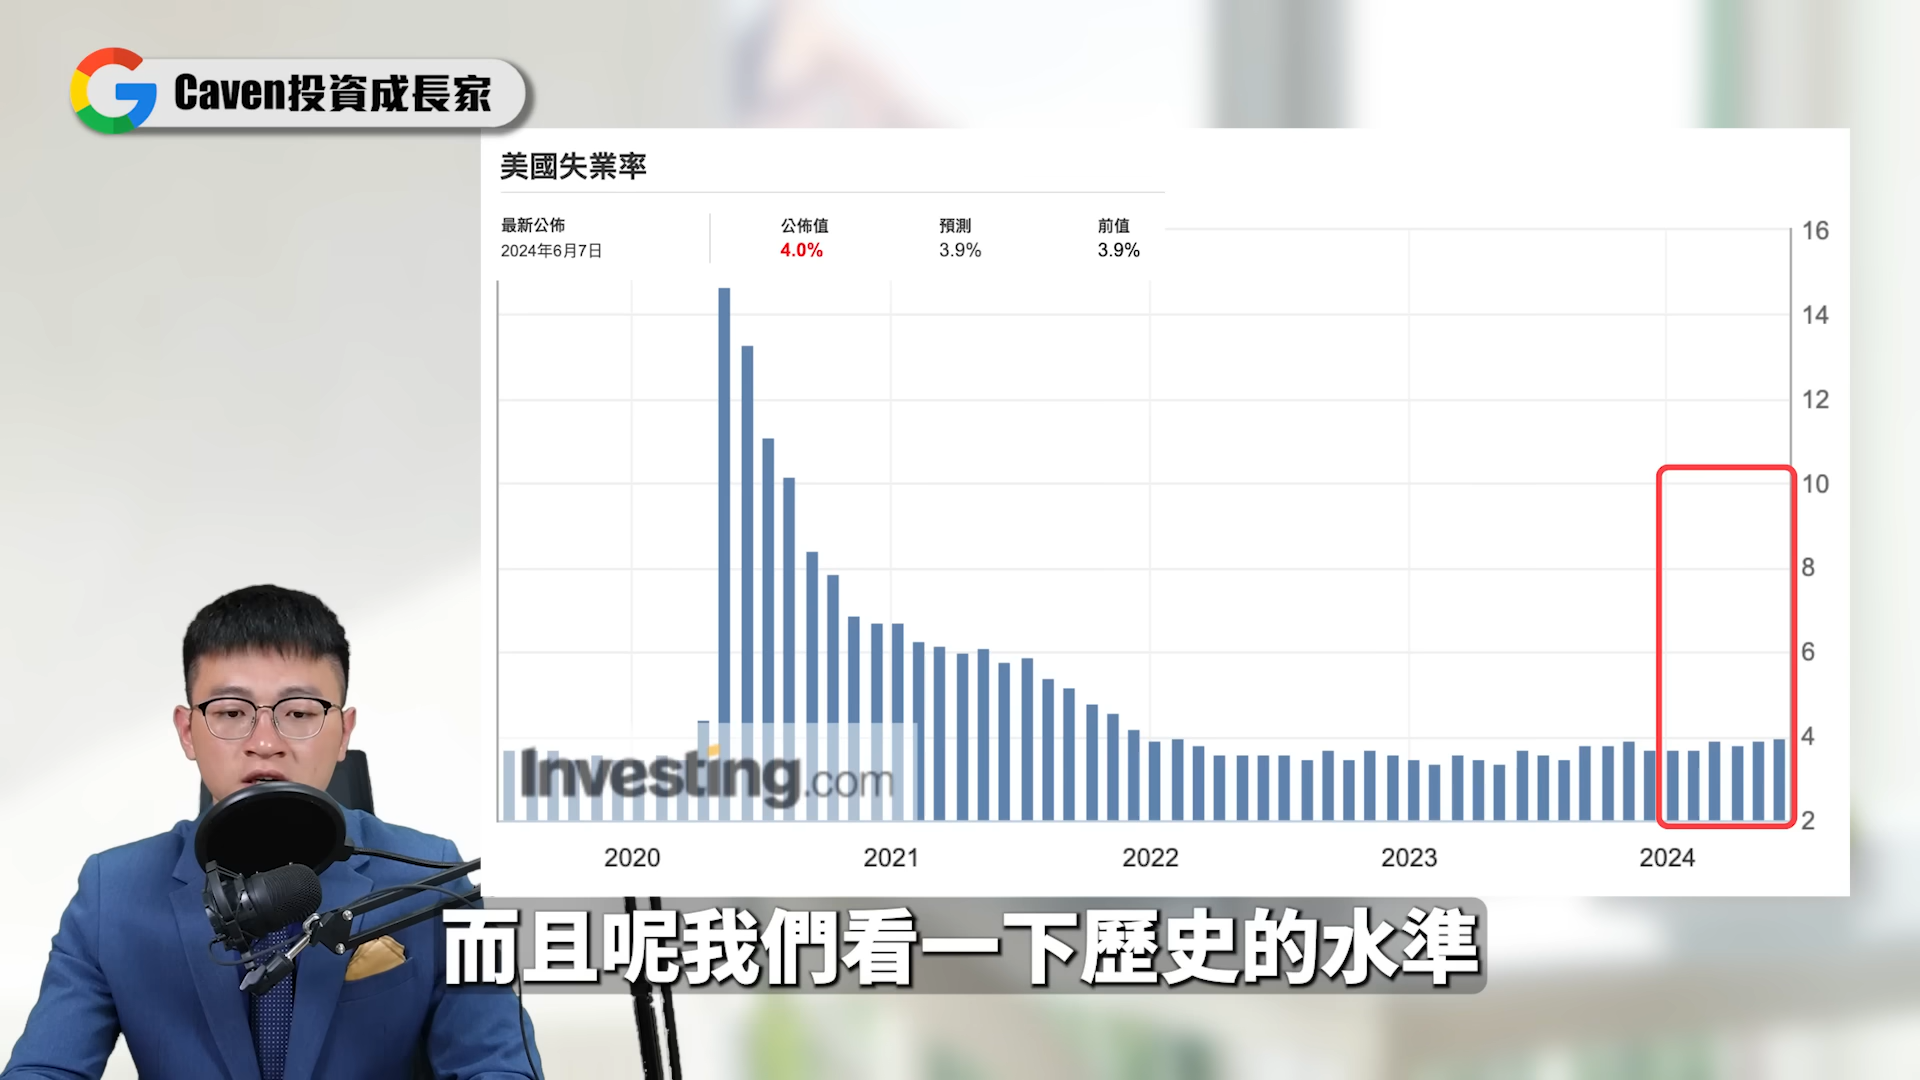 Caven投資成長家
美國失業率
最新公佈 公佈值 預測 前值
2024年6月7日 4.0% 3.9% 3.9%
16
14
12
10
8
6
4
2
Investing.com
2020 2021 2022 2023 2024
而且呢我們看一下歷史的水準